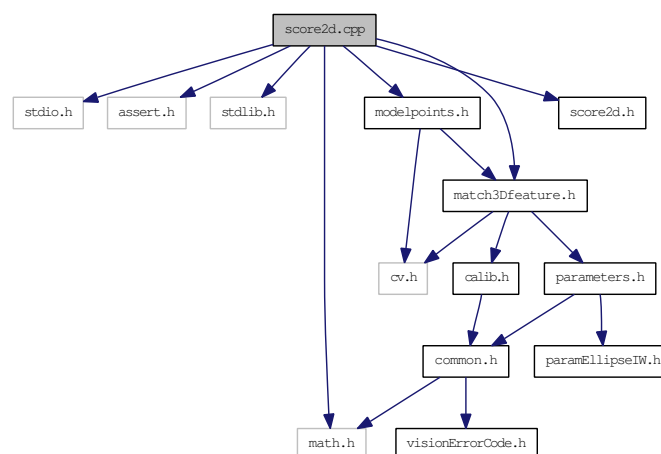 score2d.cpp
stdio.h
assert.h
stdlib.h
modelpoints.h
score2d.h
match3Dfeature.h
cv.h
calib.h
parameters.h
common.h
paramEllipseIW.h
math.h
visionErrorCode.h